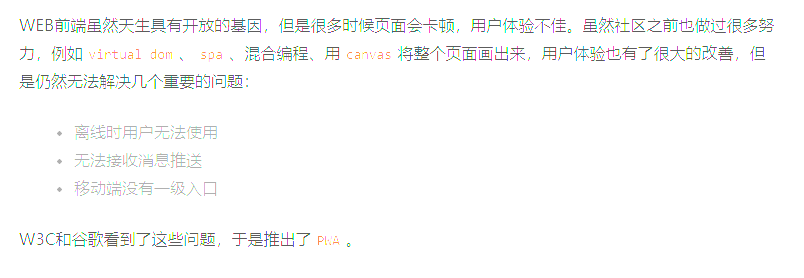 WEB前端虽然天生具有开放的基因，但是很多时候页面会卡顿，用户体验不佳。虽然社区之前也做过很多努
力，例如 virtual dom 、 spa 、混合编程、用 canvas 将整个页面画出来，用户体验也有了很大的改善，但
是仍然无法解决几个重要的问题：
• 离线时用户无法使用
• 无法接收消息推送
• 移动端没有一级入口
W3C和谷歌看到了这些问题，于是推出了 PWA 。